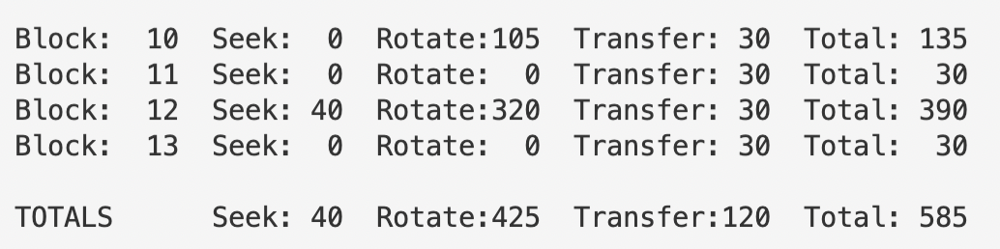 Block:  10  Seek:  0  Rotate:105  Transfer: 30  Total: 135
Block:  11  Seek:  0  Rotate:  0  Transfer: 30  Total:  30
Block:  12  Seek: 40  Rotate:320  Transfer: 30  Total: 390
Block:  13  Seek:  0  Rotate:  0  Transfer: 30  Total:  30
TOTALS      Seek: 40  Rotate:425  Transfer:120  Total: 585